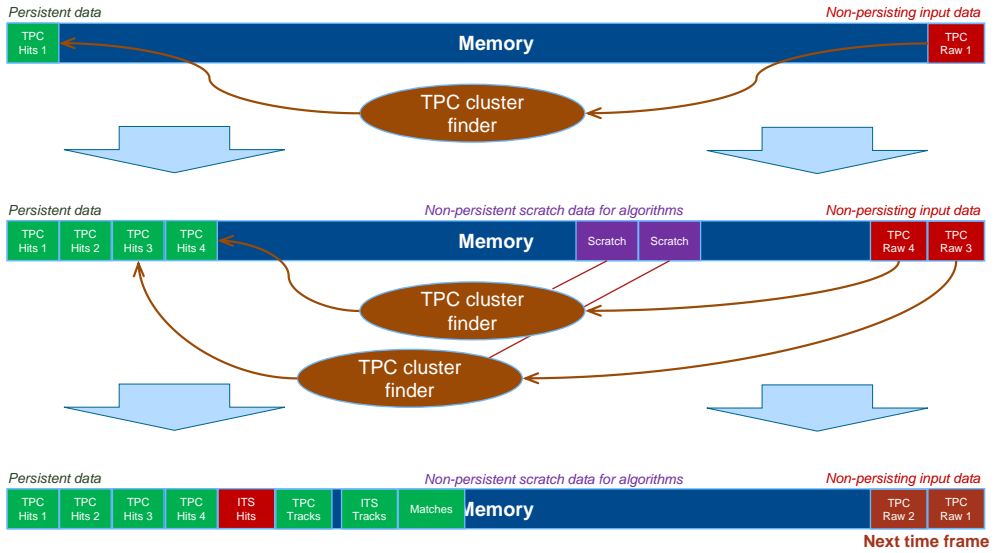 Persistent data
Non-persisting input data
TPC
Hits 1
Memory
TPC
Raw 1
TPC cluster
finder
Persistent data
Non-persistent scratch data for algorithms
Non-persisting input data
TPC
Hits 1
TPC
Hits 2
TPC
Hits 3
TPC
Hits 4
Memory
Scratch
Scratch
TPC
Raw 4
TPC
Raw 3
TPC cluster
finder
TPC cluster
finder
Persistent data
Non-persistent scratch data for algorithms
Non-persisting input data
TPC
Hits 1
TPC
Hits 2
TPC
Hits 3
TPC
Hits 4
ITS
Hits
TPC
Tracks
ITS
Tracks
Matches
Memory
TPC
Raw 2
TPC
Raw 1
Next time frame